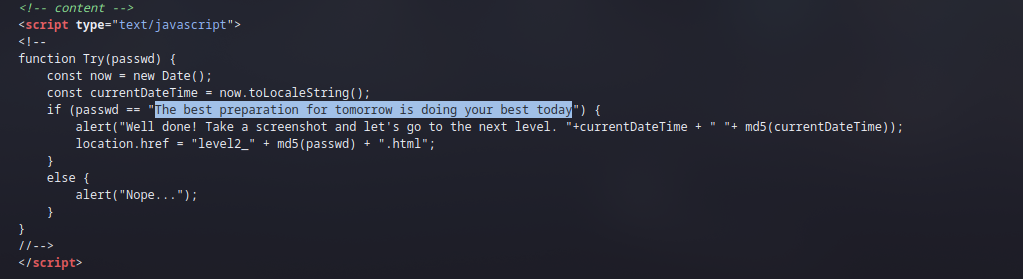 <!-- content -->
<script type="text/javascript">
<!--
function Try(passwd) {
    const now = new Date();
    const currentDateTime = now.toLocaleString();
    if (passwd == "The best preparation for tomorrow is doing your best today") {
        alert("Well done! Take a screenshot and let's go to the next level. "+currentDateTime + " "+ md5(currentDateTime));
        location.href = "level2_" + md5(passwd) + ".html";
    }
    else {
        alert("Nope...");
    }
}
//-->
</script>